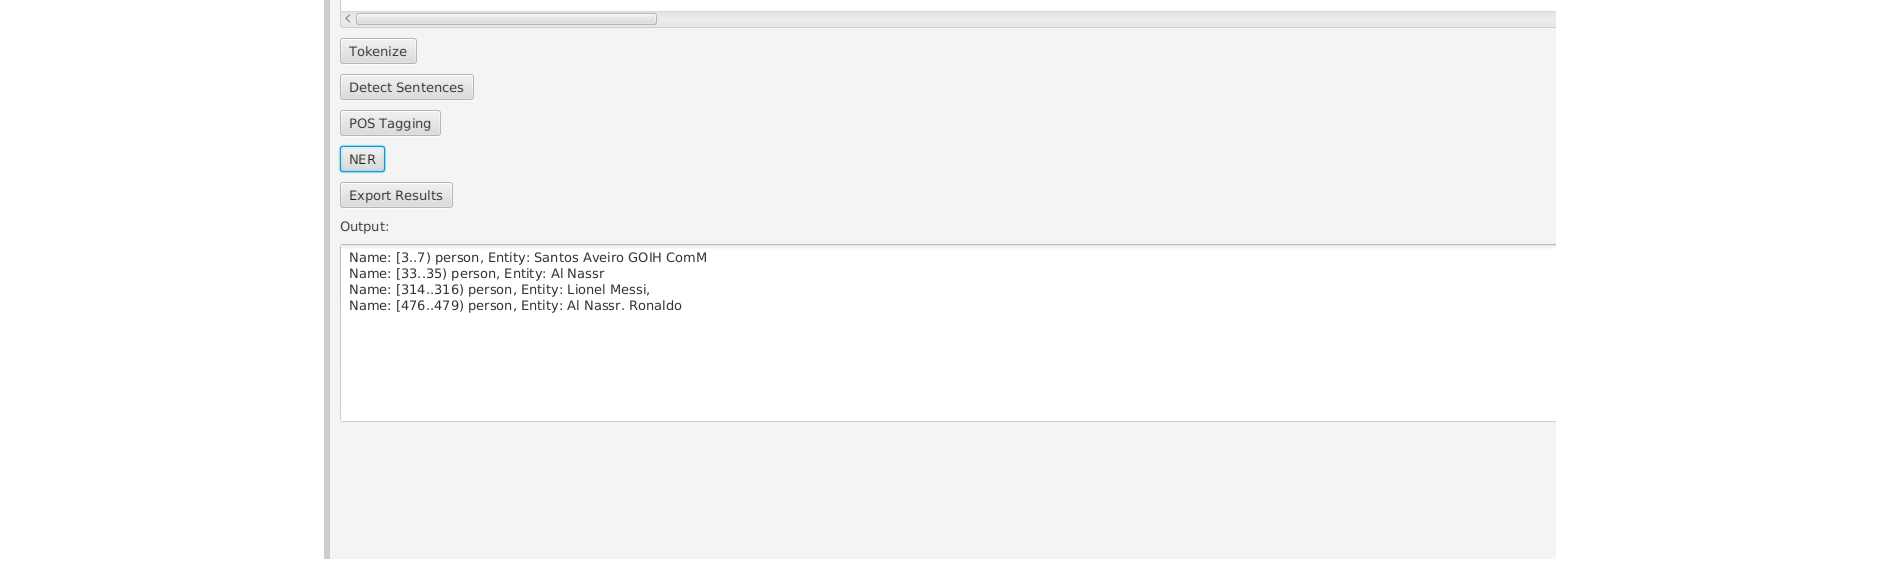 Tokenize
Detect Sentences
POS Tagging
NER
Export Results
Output:
Name: [3..7) person, Entity: Santos Aveiro GOIH ComM
Name: [33..35) person, Entity: Al Nassr
Name: [314..316) person, Entity: Lionel Messi,
Name: [476..479) person, Entity: Al Nassr. Ronaldo